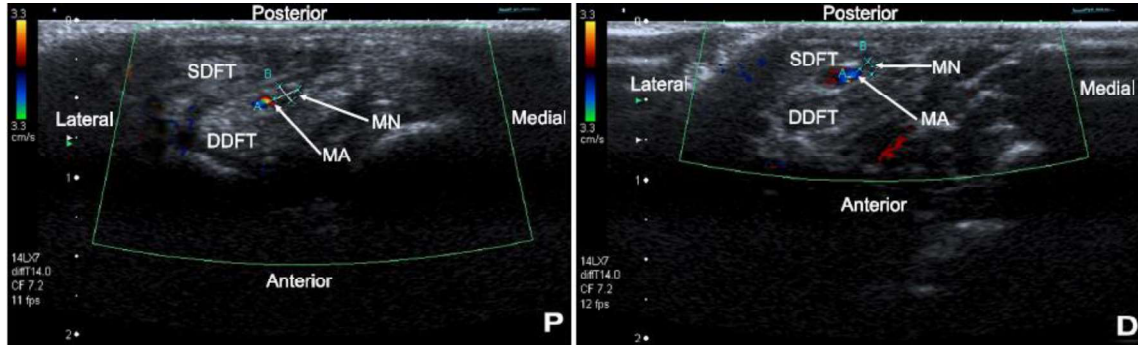 Posterior
3.3
0
SDFT
B
Lateral
A
MN
Medial
DDFT
MA
3.3
cm/s
1
14LX7
diffT14.0
CF 7.2
11 fps
Anterior
P
2
Posterior
3.3
0
SDFT
B
MN
A
Lateral
Medial
DDFT
MA
3.3
cm/s
1
Anterior
14LX7
diffT14.0
CF 7.2
12 fps
D
2